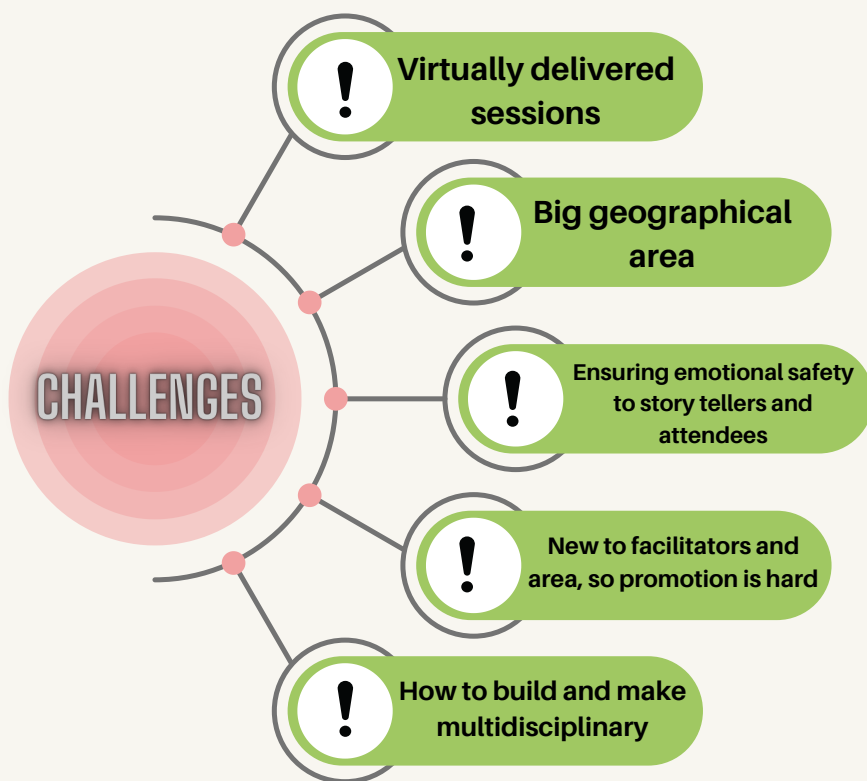 Virtually delivered
sessions
Big geographical
area
CHALLENGES
Ensuring emotional safety
to story tellers and
attendees
New to facilitators and
area, so promotion is hard
How to build and make
multidisciplinary